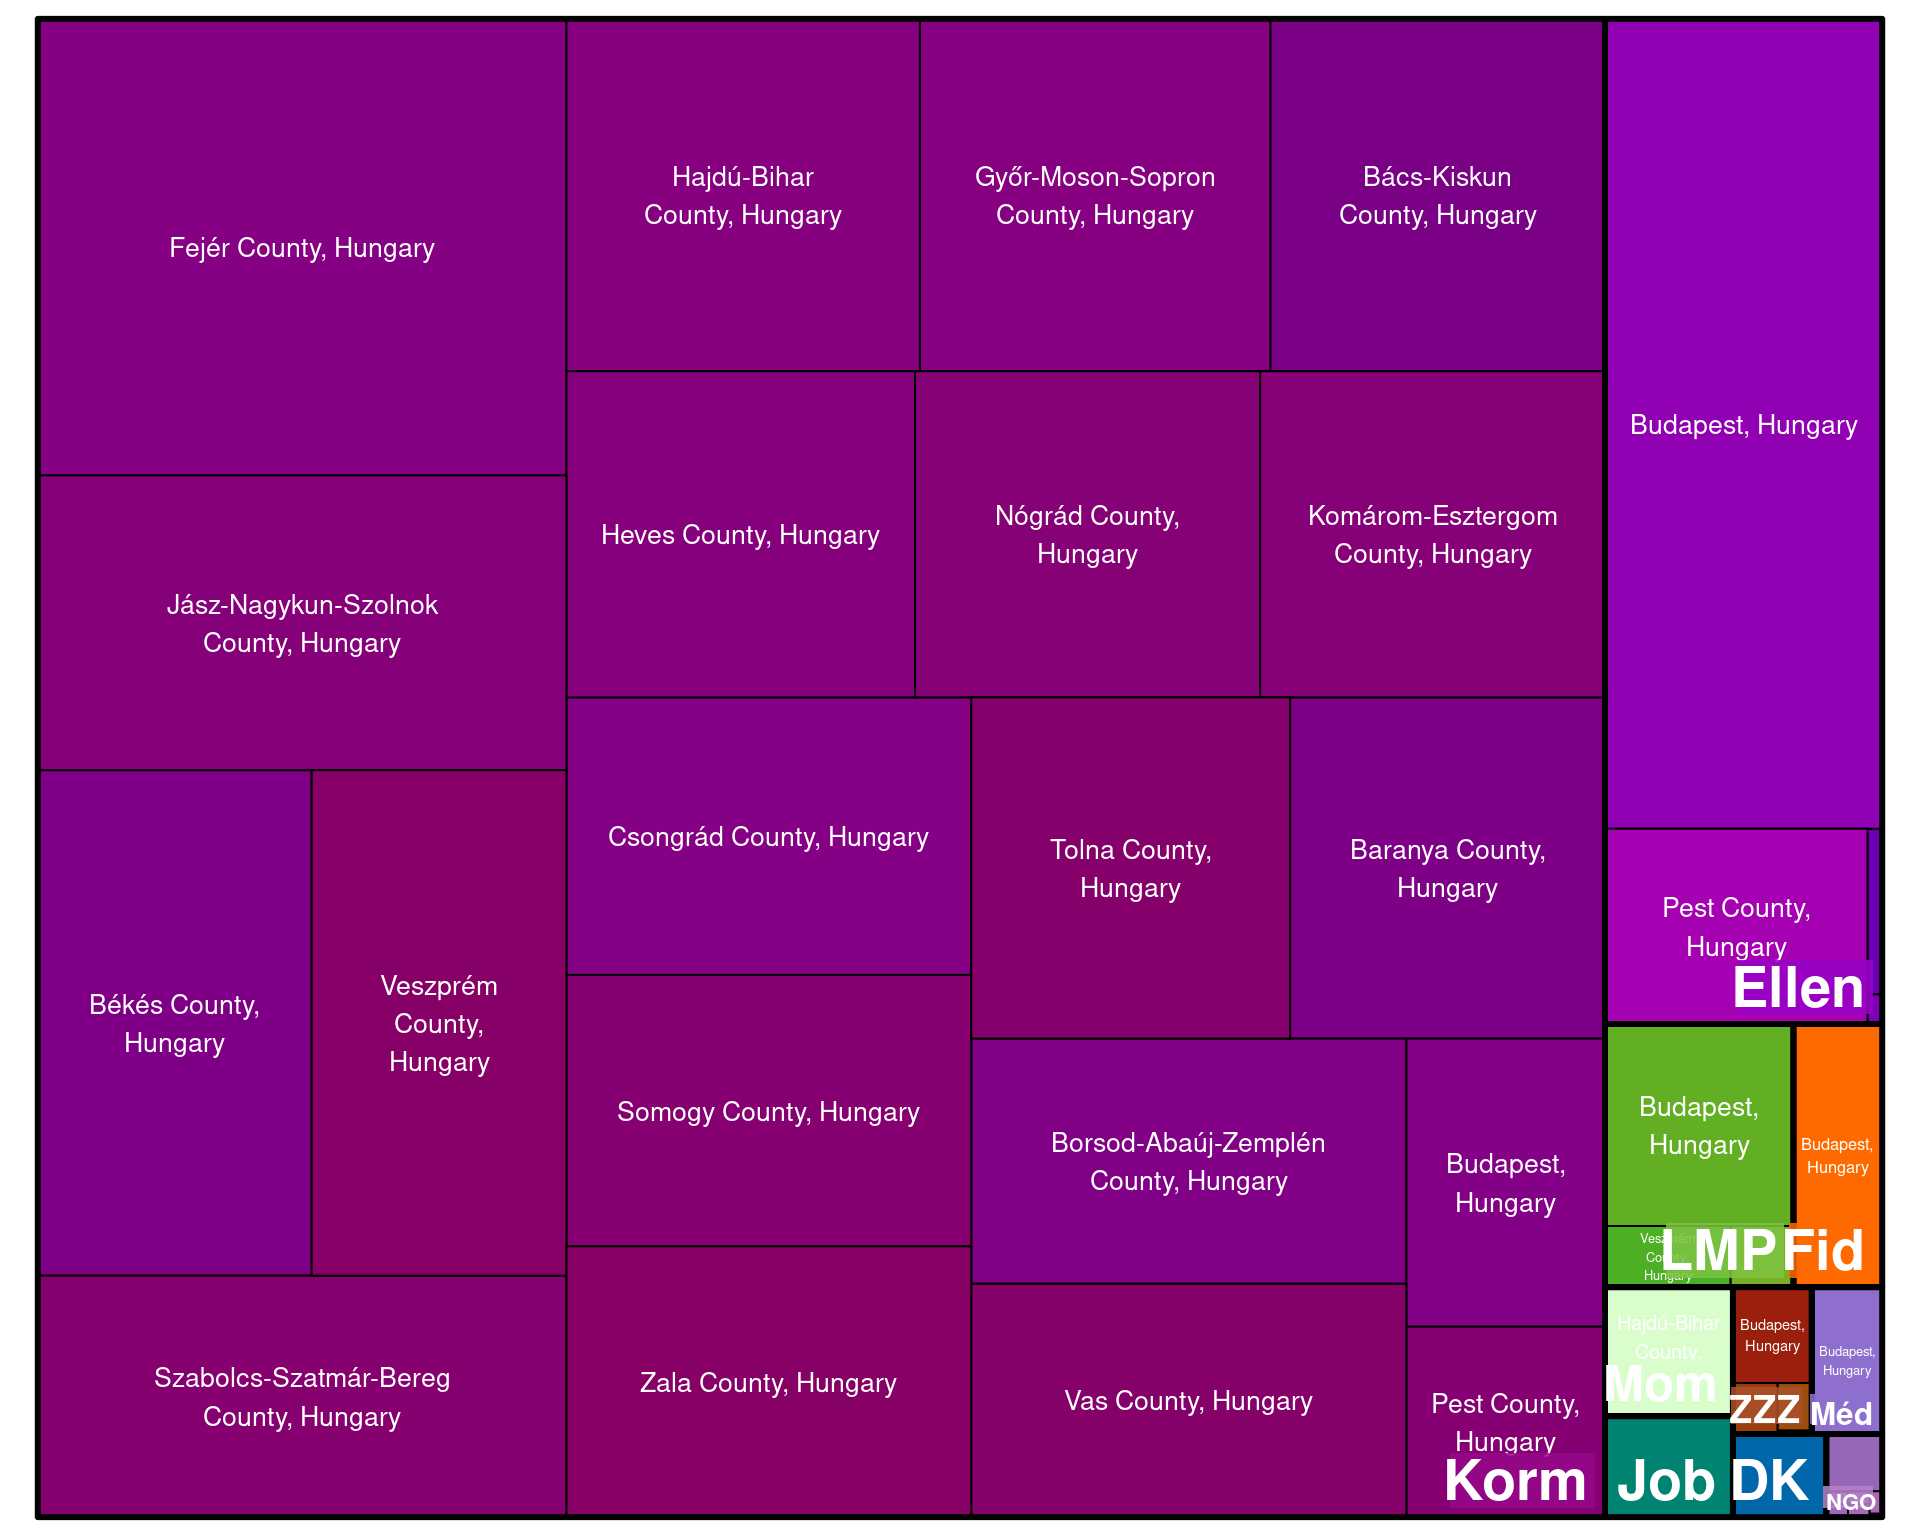 Fejér County, Hungary
Hajdú-Bihar
County, Hungary
Győr-Moson-Sopron
County, Hungary
Bács-Kiskun
County, Hungary
Budapest, Hungary
Jász-Nagykun-Szolnok
County, Hungary
Heves County, Hungary
Nógrád County,
Hungary
Komárom-Esztergom
County, Hungary
Békés County,
Hungary
Veszprém
County,
Hungary
Csongrád County, Hungary
Tolna County,
Hungary
Baranya County,
Hungary
Pest County,
Hungary
Ellen
Somogy County, Hungary
Borsod-Abaúj-Zemplén
County, Hungary
Budapest,
Hungary
Budapest,
Hungary
Budapest,
Hungary
Veszprém
County,
Hungary
LMP
Fid
Szabolcs-Szatmár-Bereg
County, Hungary
Zala County, Hungary
Vas County, Hungary
Pest County,
Hungary
Korm
Hajdú-Bihar
County,
Mom
Budapest,
Hungary
ZZZ
Budapest,
Hungary
Méd
Job
DK
NGO